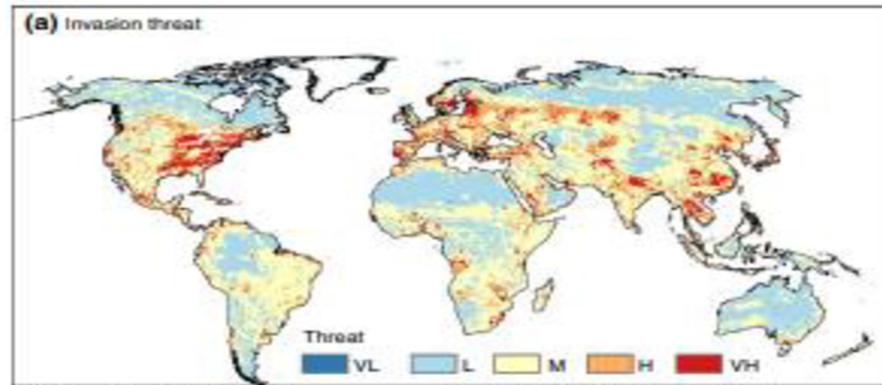 (a) Invasion threat
Threat
VL L M H VH